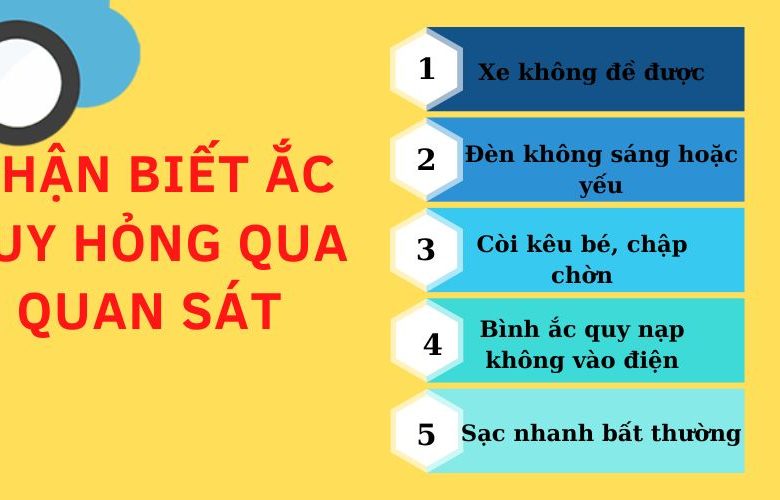 HẬN BIẾT ẮC
UY HỎNG QUA
QUAN SÁT
1
Xe không đề được
2
Đèn không sáng hoặc
yếu
3
Còi kêu bé, chập
chờn
4
Bình ắc quy nạp
không vào điện
5
Sạc nhanh bất thường